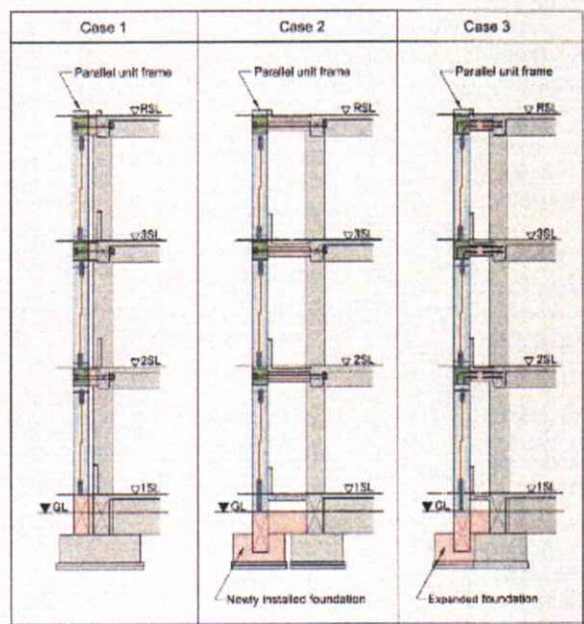 Case 1
Case 2
Case 3
Parallel unit frame
Parallel unit frame
Parallel unit frame
▽RSL
▽RSL
▽RSL
▽3SL
▽3SL
▽3SL
▽2SL
▽2SL
▽2SL
▽1SL
▽1SL
▽1SL
▼GL
▼GL
▼GL
Newly installed foundation
Expanded foundation